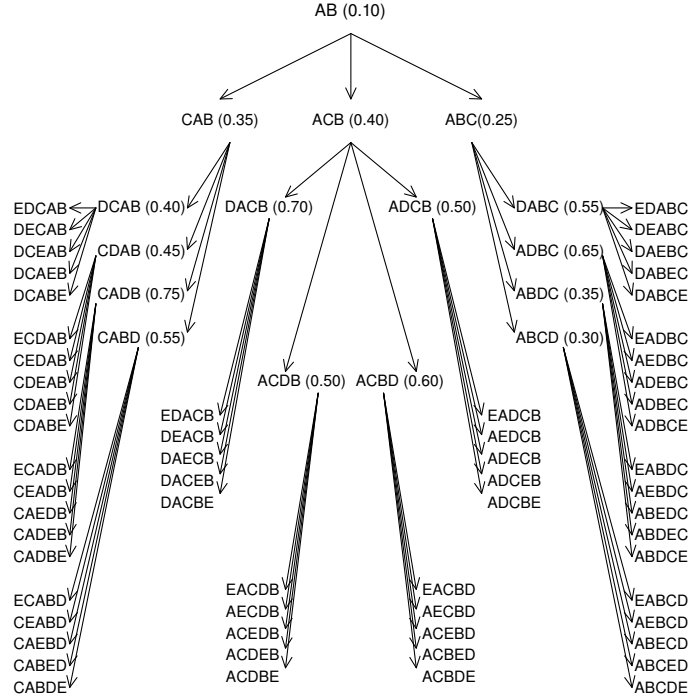 AB (0.10)
CAB (0.35) ACB (0.40) ABC(0.25)
EDCAB DCAB (0.40) DACB (0.70) ADCB (0.50) DABC (0.55) EDABC
DECAB DEABC
DCEAB CDAB (0.45) ADBC (0.65) DAEBC
DCAEB DABEC
DCABE CADB (0.75) ABDC (0.35) DABCE
ECDAB CABD (0.55) ABCD (0.30) EADBC
CEDAB AEDBC
CDEAB ACDB (0.50) ACBD (0.60) ADEBC
CDAEB ADBEC
CDABE EDACB EADCB ADBCE
DEACB AEDCB
ECADB DAECB ADECB EABDC
CEADB DACEB ADCEB AEBDC
CAEDB DACBE ADCBE ABEDC
CADEB ABDEC
CADBE ABDCE
EACDB EACBD
ECABD AECDB AECBD EABCD
CEABD AEBCD
CAEBD ACEDB ACEBD ABECD
CABED ACDEB ACBED ABCED
CABDE ACDBE ACBDE ABCDE